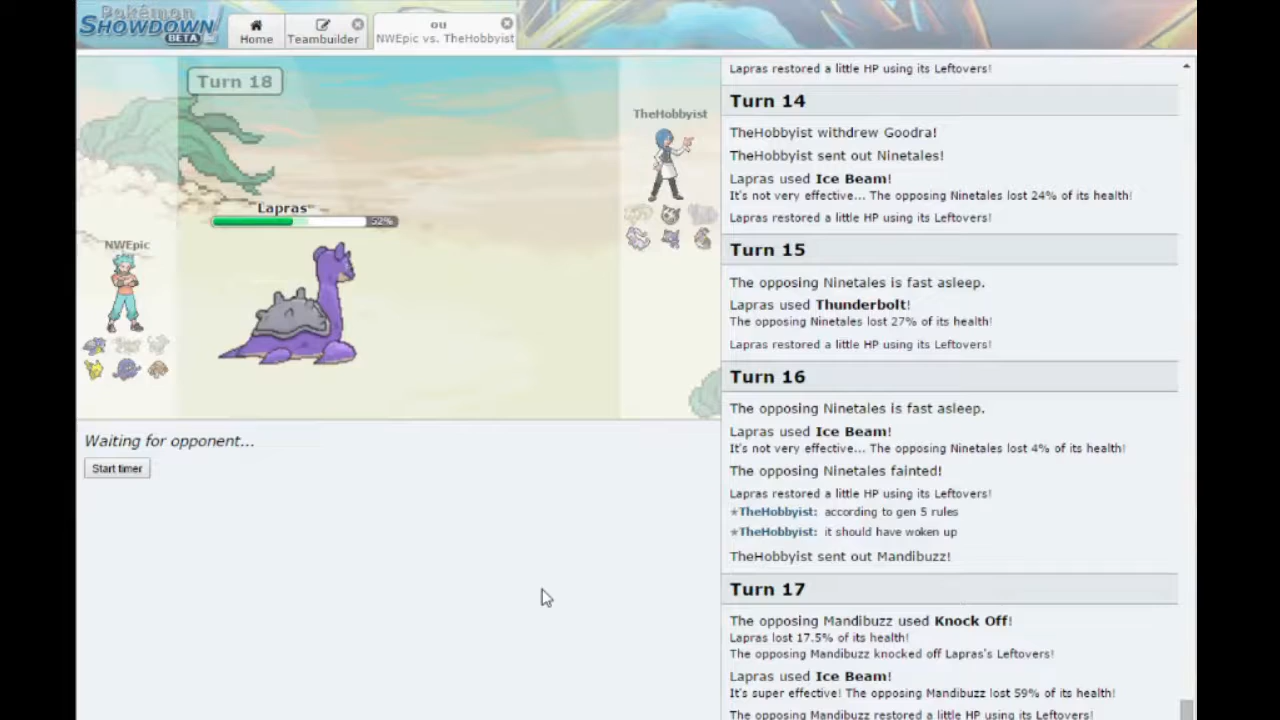 Pokémon
SHOWDOWN
BETA
Home
Teambuilder
ou
NWEpic vs. TheHobbyist
Turn 18
TheHobbyist
Lapras
52%
NWEpic
Waiting for opponent...
Start timer
Lapras restored a little HP using its Leftovers!
Turn 14
TheHobbyist withdrew Goodra!
TheHobbyist sent out Ninetales!
Lapras used Ice Beam!
It's not very effective... The opposing Ninetales lost 24% of its health!
Lapras restored a little HP using its Leftovers!
Turn 15
The opposing Ninetales is fast asleep.
Lapras used Thunderbolt!
The opposing Ninetales lost 27% of its health!
Lapras restored a little HP using its Leftovers!
Turn 16
The opposing Ninetales is fast asleep.
Lapras used Ice Beam!
It's not very effective... The opposing Ninetales lost 4% of its health!
The opposing Ninetales fainted!
Lapras restored a little HP using its Leftovers!
★TheHobbyist: according to gen 5 rules
★TheHobbyist: it should have woken up
TheHobbyist sent out Mandibuzz!
Turn 17
The opposing Mandibuzz used Knock Off!
Lapras lost 17.5% of its health!
The opposing Mandibuzz knocked off Lapras's Leftovers!
Lapras used Ice Beam!
It's super effective! The opposing Mandibuzz lost 59% of its health!
The opposing Mandibuzz restored a little HP using its Leftovers!